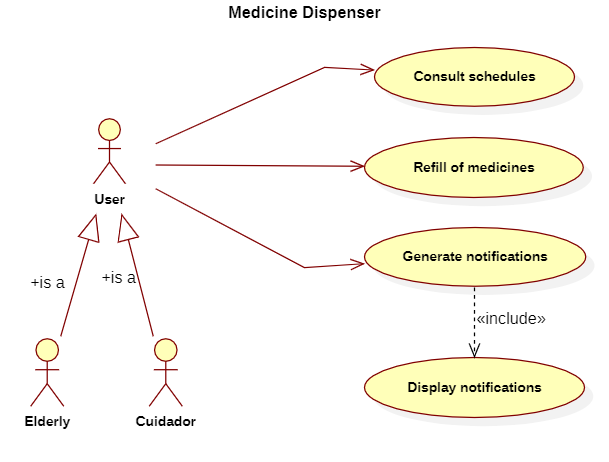 Medicine Dispenser
Consult schedules
Refill of medicines
User
Generate notifications
+is a
+is a
«include»
Display notifications
Elderly
Cuidador